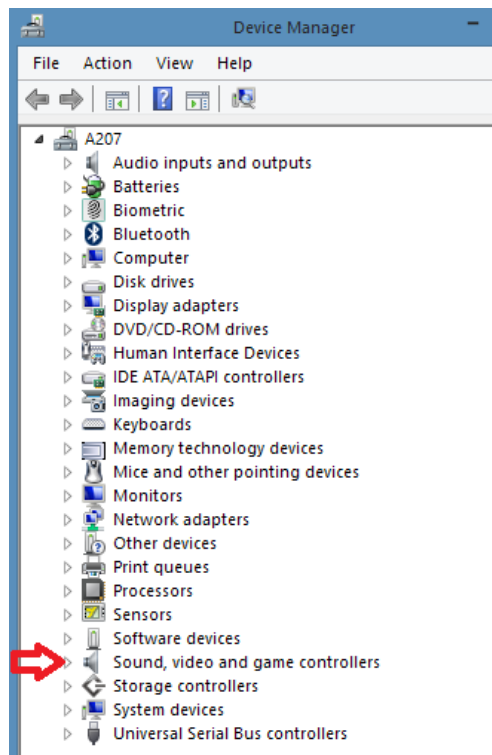 Device Manager
File Action View Help
A207
Audio inputs and outputs
Batteries
Biometric
Bluetooth
Computer
Disk drives
Display adapters
DVD/CD-ROM drives
Human Interface Devices
IDE ATA/ATAPI controllers
Imaging devices
Keyboards
Memory technology devices
Mice and other pointing devices
Monitors
Network adapters
Other devices
Print queues
Processors
Sensors
Software devices
Sound, video and game controllers
Storage controllers
System devices
Universal Serial Bus controllers